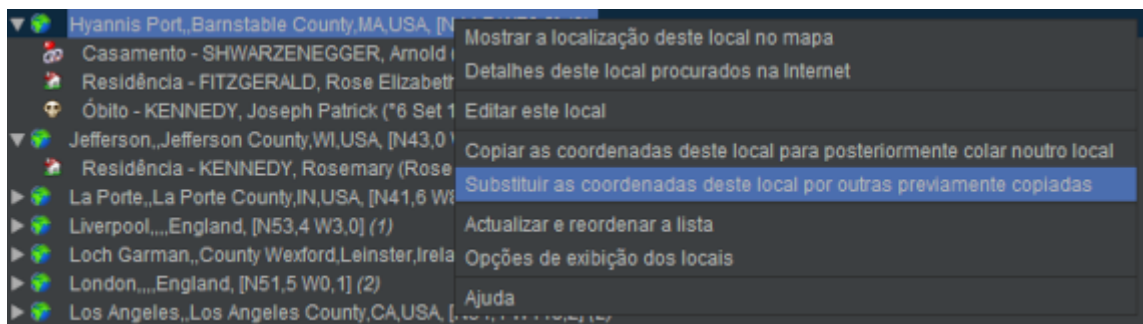 Hyannis Port,,Barnstable County,MA,USA, [N
Casamento - SHWARZENEGGER, Arnold (
Residência - FITZGERALD, Rose Elizabeth
Óbito - KENNEDY, Joseph Patrick (*6 Set 1
Jefferson,,Jefferson County,WI,USA, [N43,0
Residência - KENNEDY, Rosemary (Rose
La Porte,,La Porte County,IN,USA, [N41,6 W8
Liverpool,,,,England, [N53,4 W3,0] (1)
Loch Garman,,County Wexford,Leinster,Irela
London,,,,England, [N51,5 W0,1] (2)
Los Angeles,,Los Angeles County,CA,USA,
Mostrar a localização deste local no mapa
Detalhes deste local procurados na Internet
Editar este local
Copiar as coordenadas deste local para posteriormente colar noutro local
Substituir as coordenadas deste local por outras previamente copiadas
Actualizar e reordenar a lista
Opções de exibição dos locais
Ajuda